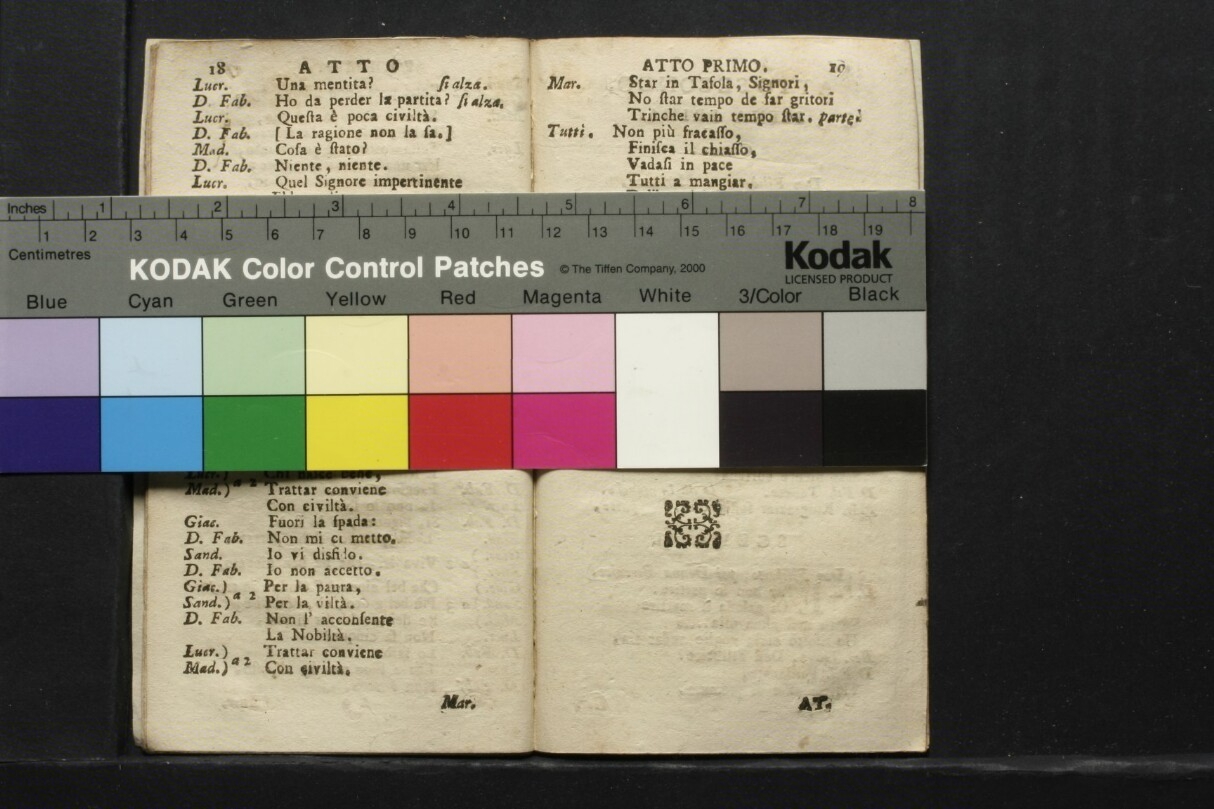 18 ATTO
Lucr. Una mentita? si alza.
D. Fab. Ho da perder la partita? si alza.
Lucr. Questa è poca civiltà.
D. Fab. [La ragione non la sa.]
Mad. Cosa è stato?
D. Fab. Niente, niente.
Lucr. Quel Signore impertinente
Mad.) a 2 Trattar conviene
Con civiltà.
Giac. Fuori la spada:
D. Fab. Non mi ci metto.
Sand. Io vi disfido.
D. Fab. Io non accetto.
Giac.) Per la paura,
Sand.) a 2 Per la viltà.
D. Fab. Non l' acconsente
La Nobiltà.
Lucr.) Trattar conviene
Mad.) a 2 Con civiltà.
Mar.
ATTO PRIMO. 19
Mar. Star in Tafola, Signori,
No star tempo de far gritori
Trinche vain tempo star. parte.
Tutti. Non più fracasso,
Finisca il chiasso,
Vadasi in pace
Tutti a mangiar.
AT.
Inches 1 2 3 4 5 6 7 8
Centimetres 1 2 3 4 5 6 7 8 9 10 11 12 13 14 15 16 17 18 19
KODAK Color Control Patches © The Tiffen Company, 2000
Kodak
LICENSED PRODUCT
Blue Cyan Green Yellow Red Magenta White 3/Color Black